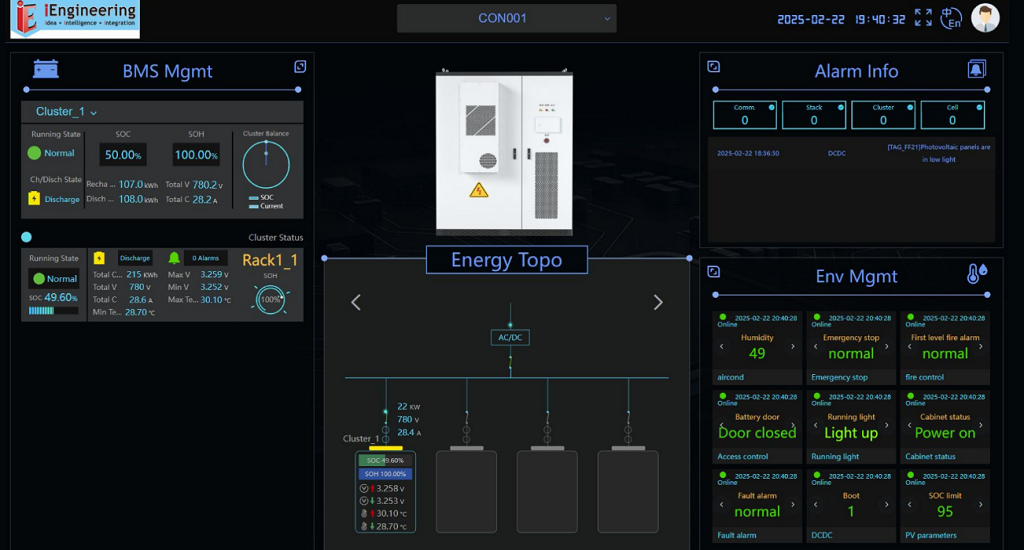 iEngineering
idea • intelligence • integration
CON001
2025-02-22 19:40:32
中 En
BMS Mgmt
Cluster_1
Running State
Normal
Ch/Disch State
Discharge
SOC
50.00%
SOH
100.00%
Recha ... 107.0 kWh
Total V 780.2 V
Disch ... 108.0 kWh
Total C 28.2 A
Cluster Balance
SOC
Current
Cluster Status
Running State
Normal
SOC 49.60%
Discharge
0 Alarms
Total C... 215 KWh
Max V 3.259 V
Total V 780 V
Min V 3.252 V
Total C 28.6 A
Max Te... 30.10 °C
Min Te... 28.70 °C
Rack1_1
SOH
100%
Energy Topo
AC/DC
22 KW
780 V
28.4 A
Cluster_1
SOC 49.60%
SOH 100.00%
3.258 V
3.253 V
30.10 °C
28.70 °C
Alarm Info
Comm.
0
Stack
0
Cluster
0
Cell
0
2025-02-22 18:36:50
DCDC
[TAG_FF21]Photovoltaic panels are
in low light
Env Mgmt
2025-02-22 20:40:28
Online
Humidity
49
aircond
2025-02-22 20:40:28
Online
Emergency stop
normal
Emergency stop
2025-02-22 20:40:28
Online
First level fire alarm
normal
fire control
2025-02-22 20:40:28
Online
Battery door
Door closed
Access control
2025-02-22 20:40:28
Online
Running light
Light up
Running light
2025-02-22 20:40:28
Online
Cabinet status
Power on
Cabinet status
2025-02-22 20:40:28
Online
Fault alarm
normal
Fault alarm
2025-02-22 20:40:28
Online
Boot
1
DCDC
2025-02-22 20:40:28
Online
SOC limit
95
PV parameters